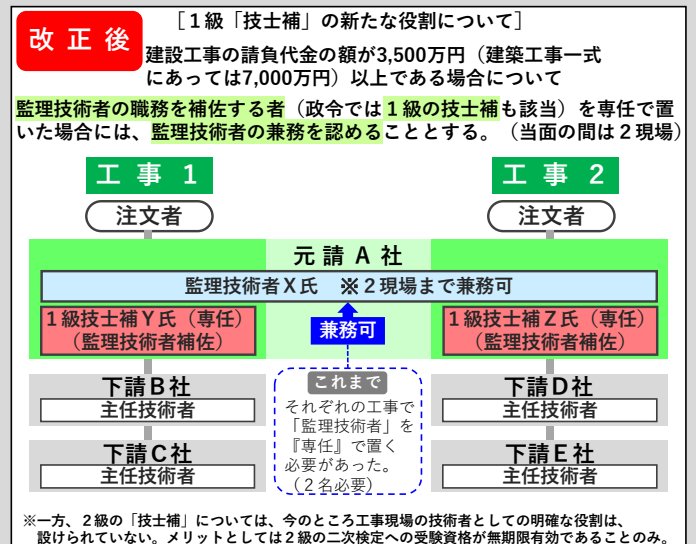 ［１級「技士補」の新たな役割について］
改 正 後
建設工事の請負代金の額が3,500万円（建築工事一式
にあっては7,000万円）以上である場合について
監理技術者の職務を補佐する者（政令では１級の技士補も該当）を専任で置
いた場合には、監理技術者の兼務を認めることとする。（当面の間は２現場）
工 事 １
工 事 ２
注文者
注文者
元請Ａ社
監理技術者Ｘ氏　※２現場まで兼務可
１級技士補Ｙ氏（専任）
（監理技術者補佐）
兼務可
１級技士補Ｚ氏（専任）
（監理技術者補佐）
下請Ｂ社
主任技術者
下請Ｃ社
主任技術者
これまで
それぞれの工事で
「監理技術者」を
『専任』で置く
必要があった。
（２名必要）
下請Ｄ社
主任技術者
下請Ｅ社
主任技術者
※一方、２級の「技士補」については、今のところ工事現場の技術者としての明確な役割は、
設けられていない。メリットとしては２級の二次検定への受験資格が無期限有効であることのみ。